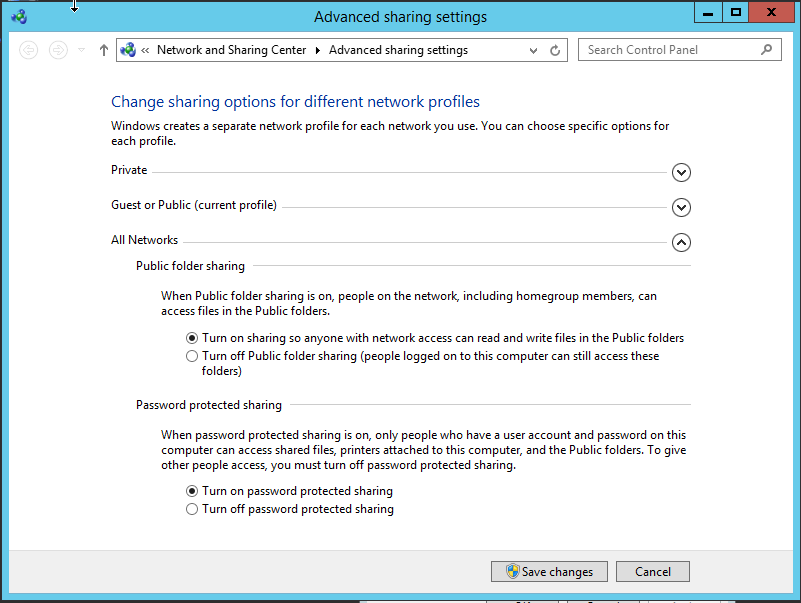 Advanced sharing settings
« Network and Sharing Center Advanced sharing settings
Search Control Panel
Change sharing options for different network profiles
Windows creates a separate network profile for each network you use. You can choose specific options for
each profile.
Private
Guest or Public (current profile)
All Networks
Public folder sharing
When Public folder sharing is on, people on the network, including homegroup members, can
access files in the Public folders.
Turn on sharing so anyone with network access can read and write files in the Public folders
Turn off Public folder sharing (people logged on to this computer can still access these
folders)
Password protected sharing
When password protected sharing is on, only people who have a user account and password on this
computer can access shared files, printers attached to this computer, and the Public folders. To give
other people access, you must turn off password protected sharing.
Turn on password protected sharing
Turn off password protected sharing
Save changes
Cancel